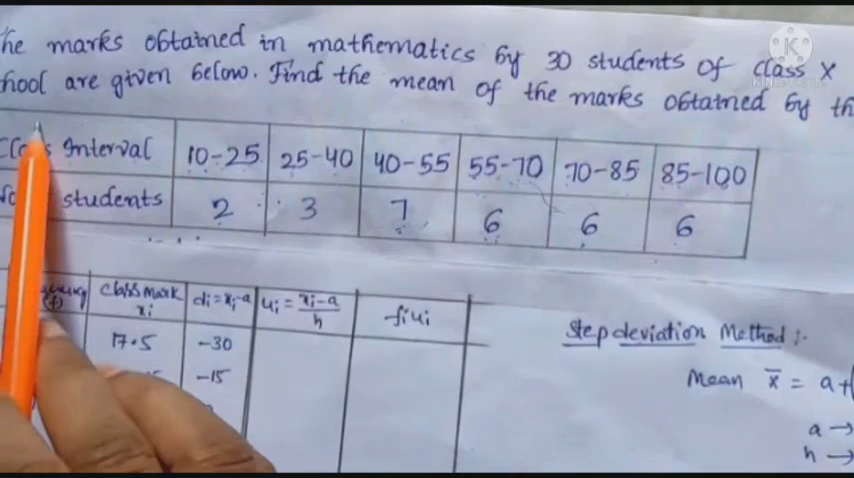 he marks obtained in mathematics by 30 students of class X
hool are given below. Find the mean of the marks obtained by th
Interval 10-25 25-40 40-55 55-70 70-85 85-100
students 2 3 7 6 6 6
class mark xi di=xi-a ui=xi-a/h fiui
17.5 -30
-15
Step deviation Method :-
Mean x̄ = a+(
a→
h→
K